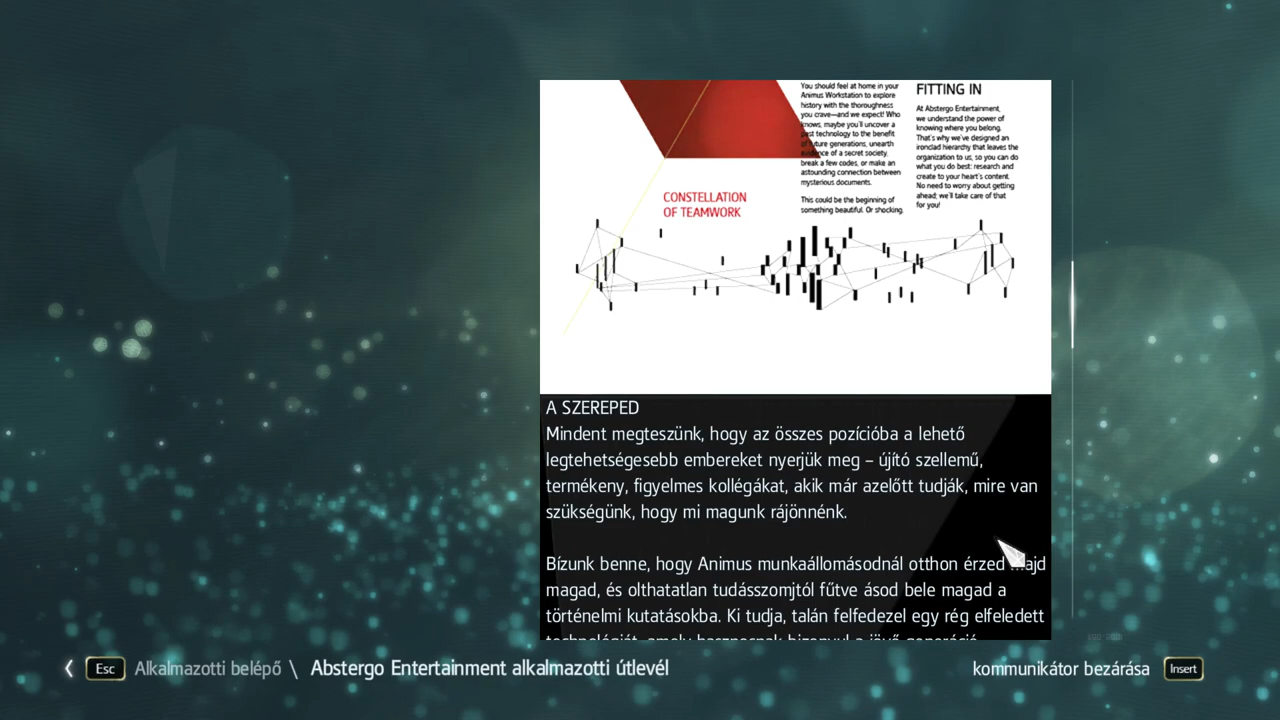 You should feel at home in your
Animus Workstation to explore
history with the thoroughness
you crave—and we expect! Who
knows, maybe you'll uncover a
past technology to the benefit
of future generations, unearth
evidence of a secret society,
break a few codes, or make an
astounding connection between
mysterious documents.
This could be the beginning of
something beautiful. Or shocking.
FITTING IN
At Abstergo Entertainment,
we understand the power of
knowing where you belong.
That's why we've designed an
ironclad hierarchy that leaves the
organization to us, so you can do
what you do best: research and
create to your heart's content.
No need to worry about getting
ahead; we'll take care of that
for you!
CONSTELLATION
OF TEAMWORK
A SZEREPED
Mindent megteszünk, hogy az összes pozícióba a lehető
legtehetségesebb embereket nyerjük meg – újító szellemű,
termékeny, figyelmes kollégákat, akik már azelőtt tudják, mire van
szükségünk, hogy mi magunk rájönnénk.
Bízunk benne, hogy Animus munkaállomásodnál otthon érzed majd
magad, és olthatatlan tudásszomjtól fűtve ásod bele magad a
történelmi kutatásokba. Ki tudja, talán felfedezel egy rég elfeledett
technológiát, amely hasznosnak bizonyul a jövő generáció
Esc Alkalmazotti belépő \ Abstergo Entertainment alkalmazotti útlevél
kommunikátor bezárása Insert